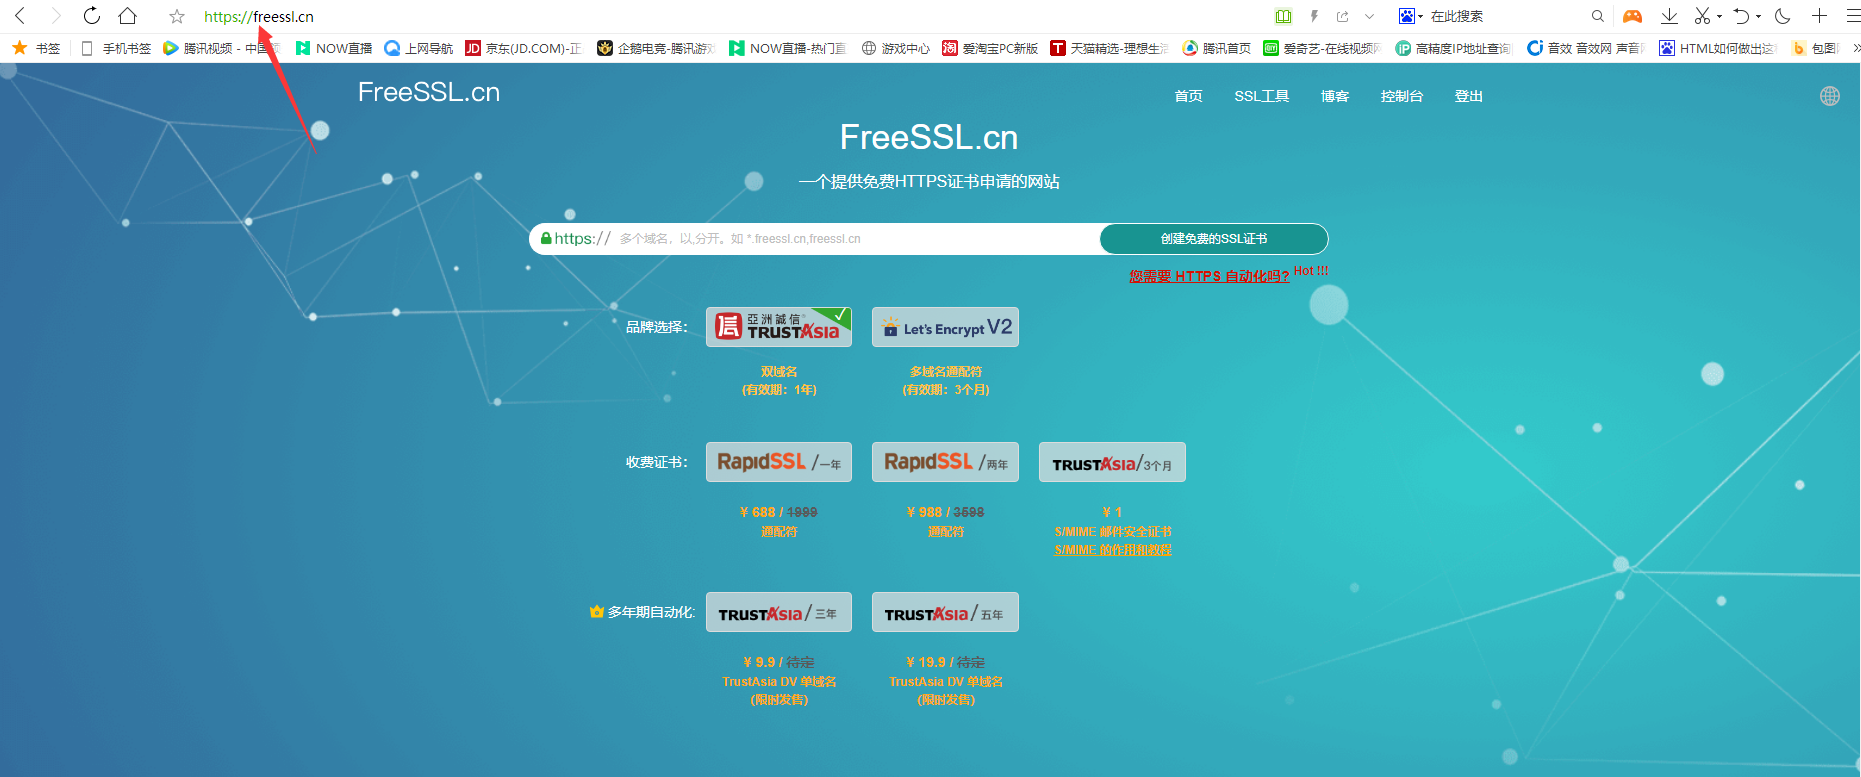 https://freessl.cn
在此搜索
书签 手机书签 腾讯视频 - 中国 NOW直播 上网导航 京东(JD.COM)-正 企鹅电竞-腾讯游戏 NOW直播-热门直 游戏中心 爱淘宝PC新版 天猫精选-理想生活 腾讯首页 爱奇艺-在线视频网 高精度IP地址查询 音效 音效网 声音 HTML如何做出这 包图
FreeSSL.cn
首页 SSL工具 博客 控制台 登出
FreeSSL.cn
一个提供免费HTTPS证书申请的网站
https:// 多个域名，以,分开。如 *.freessl.cn,freessl.cn 创建免费的SSL证书
您需要 HTTPS 自动化吗? Hot !!!
品牌选择： 亞洲誠信® TRUSTAsia Let's Encrypt V2
双域名 多域名通配符
(有效期：1年) (有效期：3个月)
收费证书： RapidSSL /一年 RapidSSL /两年 TRUSTAsia/3个月
¥ 688 / 1999 ¥ 988 / 3598 ¥ 1
通配符 通配符 S/MIME 邮件安全证书
S/MIME 的作用和教程
多年期自动化: TRUSTAsia/三年 TRUSTAsia/五年
¥ 9.9 / 待定 ¥ 19.9 / 待定
TrustAsia DV 单域名 TrustAsia DV 单域名
(限时发售) (限时发售)